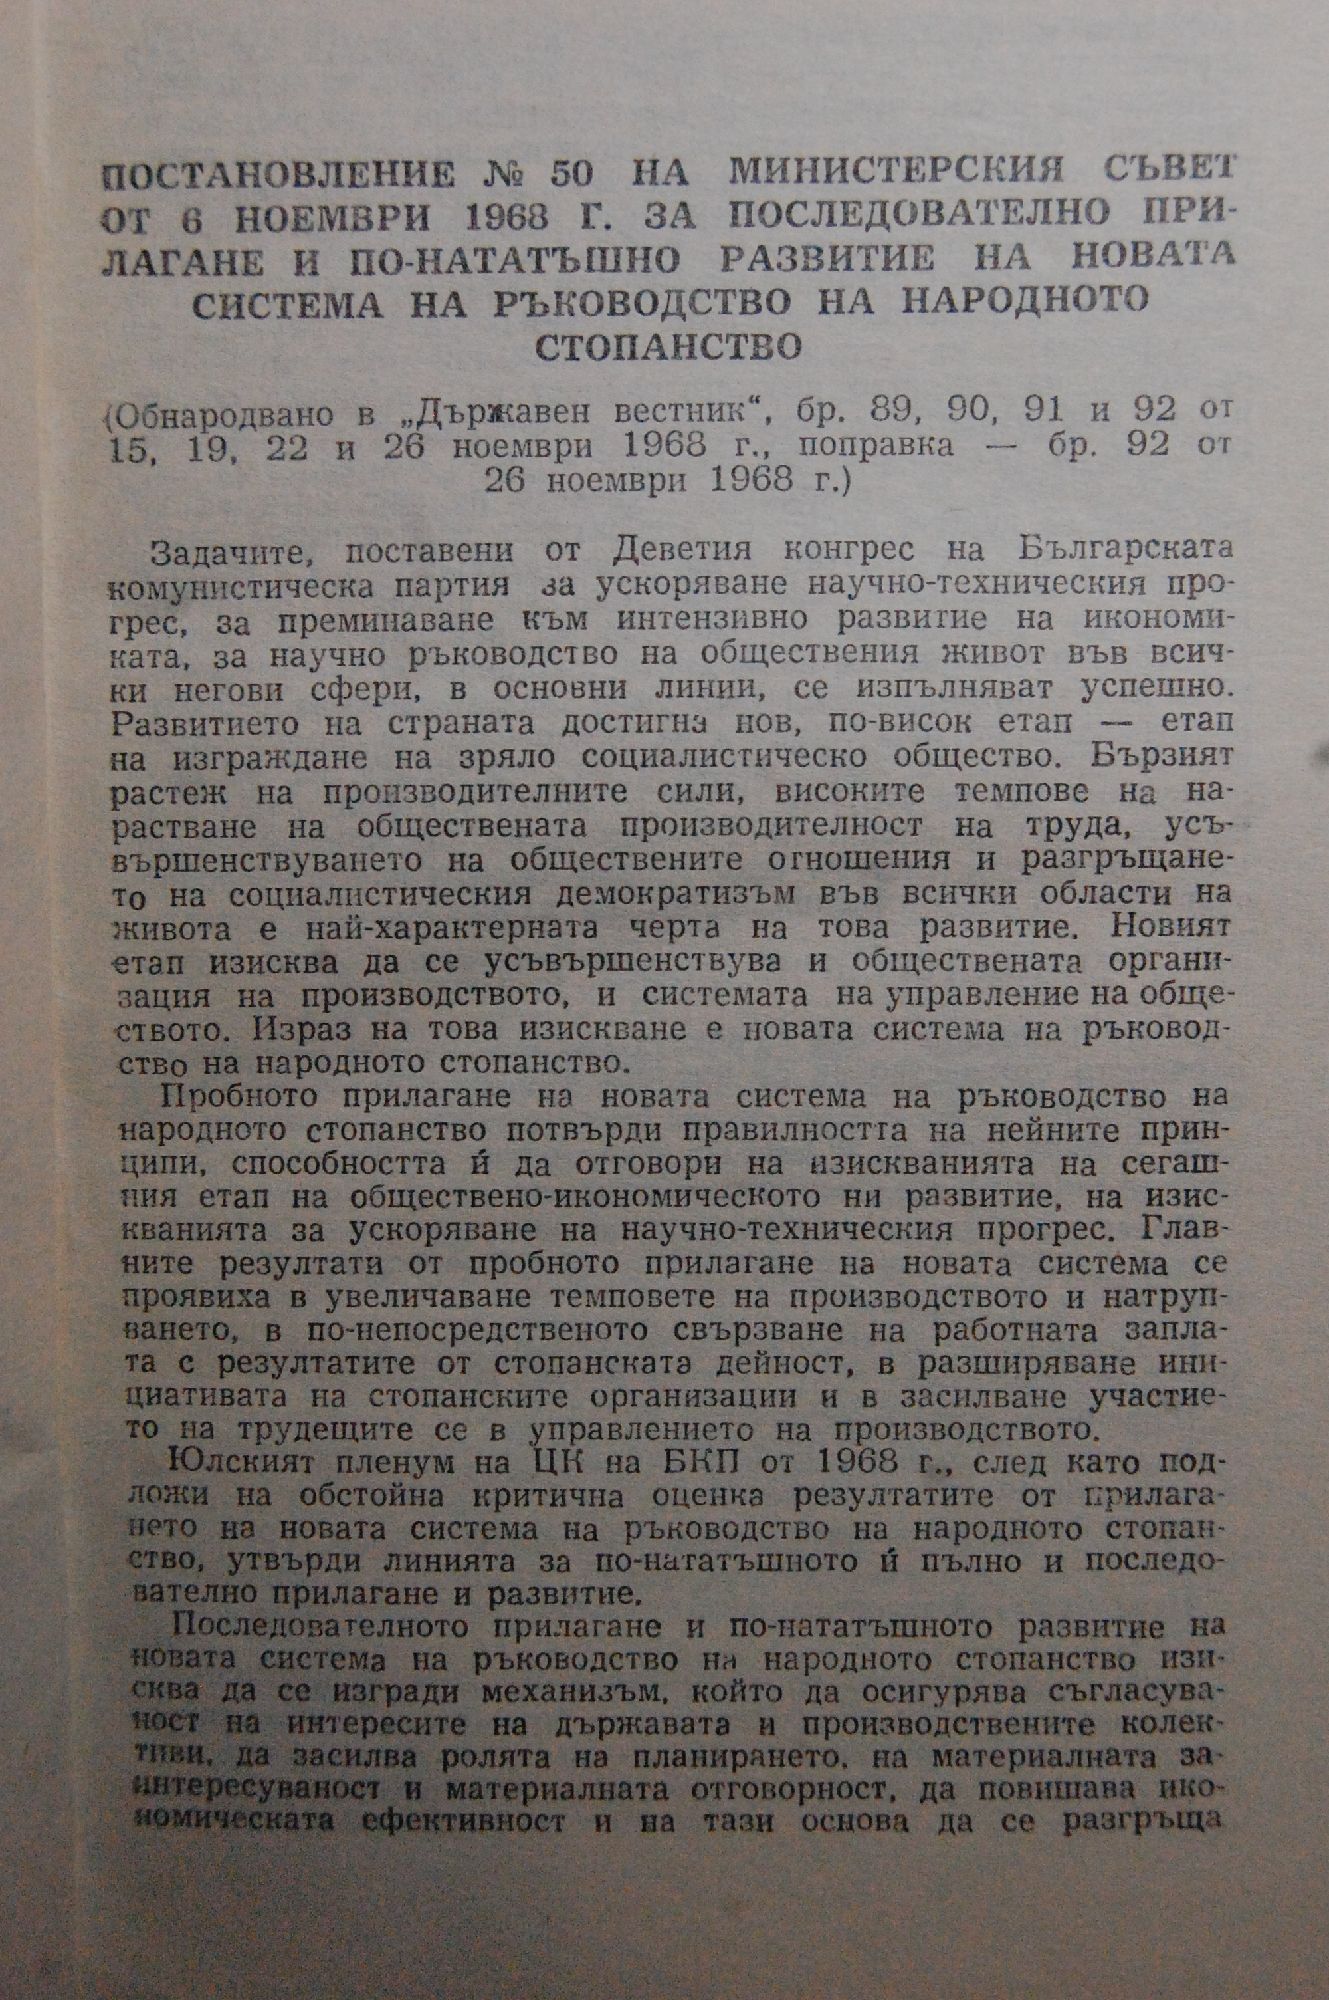 ПОСТАНОВЛЕНИЕ № 50 НА МИНИСТЕРСКИЯ СЪВЕТ
ОТ 6 НОЕМВРИ 1968 Г. ЗА ПОСЛЕДОВАТЕЛНО ПРИ-
ЛАГАНЕ И ПО-НАТАТЪШНО РАЗВИТИЕ НА НОВАТА
СИСТЕМА НА РЪКОВОДСТВО НА НАРОДНОТО
СТОПАНСТВО
(Обнародвано в „Държавен вестник“, бр. 89, 90, 91 и 92 от
15, 19, 22 и 26 ноември 1968 г., поправка — бр. 92 от
26 ноември 1968 г.)
Задачите, поставени от Деветия конгрес на Българската
комунистическа партия за ускоряване научно-техническия про-
грес, за преминаване към интензивно развитие на икономи-
ката, за научно ръководство на обществения живот във всич-
ки негови сфери, в основни линии, се изпълняват успешно.
Развитието на страната достигна нов, по-висок етап — етап
на изграждане на зряло социалистическо общество. Бързият
растеж на производителните сили, високите темпове на на-
растване на обществената производителност на труда, усъ-
вършенствуването на обществените отношения и разгръщане-
то на социалистическия демократизъм във всички области на
живота е най-характерната черта на това развитие. Новият
етап изисква да се усъвършенствува и обществената органи-
зация на производството, и системата на управление на обще-
ството. Израз на това изискване е новата система на ръковод-
ство на народното стопанство.
Пробното прилагане на новата система на ръководство на
народното стопанство потвърди правилността на нейните прин-
ципи, способността ѝ да отговори на изискванията на сегаш-
ния етап на обществено-икономическото ни развитие, на изис-
кванията за ускоряване на научно-техническия прогрес. Глав-
ните резултати от пробното прилагане на новата система се
проявиха в увеличаване темповете на производството и натруп-
ването, в по-непосредственото свързване на работната запла-
та с резултатите от стопанската дейност, в разширяване ини-
циативата на стопанските организации и в засилване участие-
то на трудещите се в управлението на производството.
Юлският пленум на ЦК на БКП от 1968 г., след като под-
ложи на обстойна критична оценка резултатите от прилага-
нето на новата система на ръководство на народното стопан-
ство, утвърди линията за по-нататъшното ѝ пълно и последо-
вателно прилагане и развитие.
Последователното прилагане и по-нататъшното развитие на
новата система на ръководство на народното стопанство изи-
сква да се изгради механизъм, който да осигурява съгласува-
ност на интересите на държавата и производствените колек-
тиви, да засилва ролята на планирането, на материалната за-
интересуваност и материалната отговорност, да повишава ико-
номическата ефективност и на тази основа да се разгръща